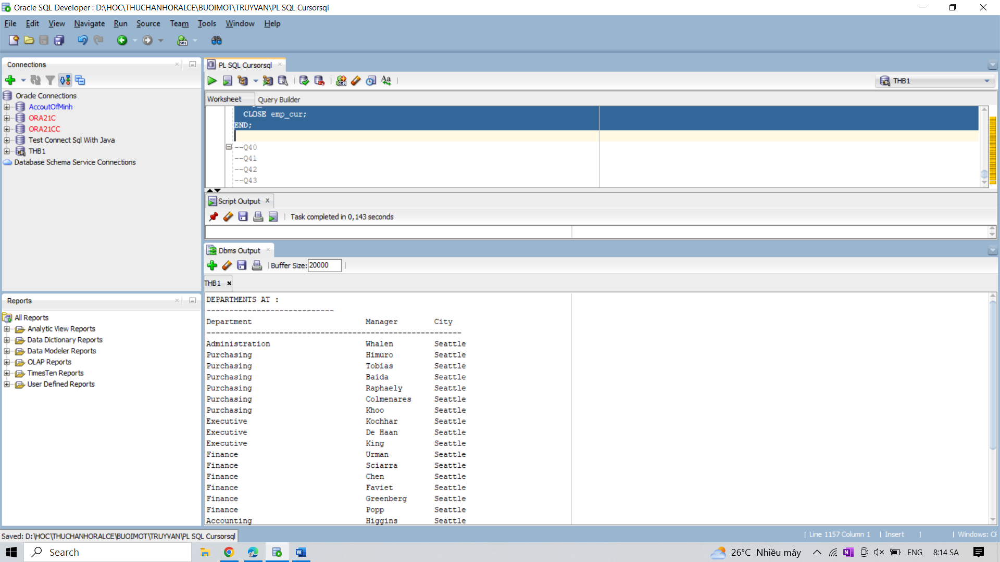 Oracle SQL Developer : D:\HOC\THUCHANHORALCE\BUOIMOT\TRUYVAN\PL SQL Cursorsql
File Edit View Navigate Run Source Team Tools Window Help
Connections
Oracle Connections
AccoutOfMinh
ORA21C
ORA21CC
Test Connect Sql With Java
THB1
Database Schema Service Connections
Reports
All Reports
Analytic View Reports
Data Dictionary Reports
Data Modeler Reports
OLAP Reports
TimesTen Reports
User Defined Reports
PL SQL Cursorsql
THB1
Worksheet Query Builder
CLOSE emp_cur;
END;
--Q40
--Q41
--Q42
--Q43
Script Output
Task completed in 0,143 seconds
Dbms Output
Buffer Size: 20000
THB1
DEPARTMENTS AT :
----------------------------
Department Manager City
--------------------------------------------------------
Administration Whalen Seattle
Purchasing Himuro Seattle
Purchasing Tobias Seattle
Purchasing Baida Seattle
Purchasing Raphaely Seattle
Purchasing Colmenares Seattle
Purchasing Khoo Seattle
Executive Kochhar Seattle
Executive De Haan Seattle
Executive King Seattle
Finance Urman Seattle
Finance Sciarra Seattle
Finance Chen Seattle
Finance Faviet Seattle
Finance Greenberg Seattle
Finance Popp Seattle
Accounting Higgins Seattle
Saved: D:\HOC\THUCHANHORALCE\BUOIMOT\TRUYVAN\PL SQL Cursorsql
Line 1157 Column 1 Insert Windows: CF
Search
26°C Nhiều mây ENG 8:14 SA